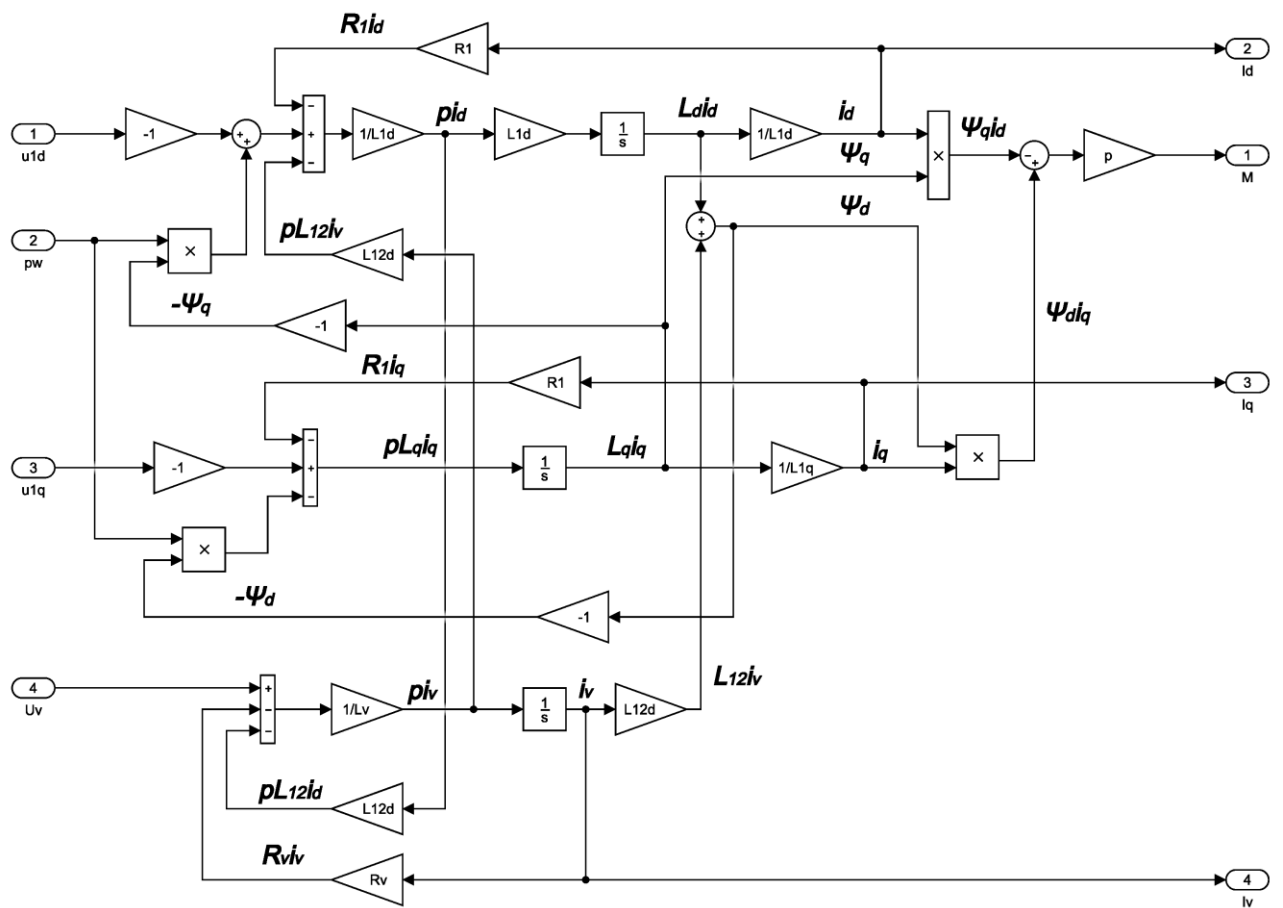 R1id
R1
2
Id
1
u1d
-1
+
+
−
+
−
1/L1d
pid
L1d
1
s
Ldid
1/L1d
id
Ψq
×
Ψqid
−
+
p
1
M
2
pw
×
pL12iv
L12d
+
+
Ψd
-Ψq
-1
Ψdiq
R1iq
R1
3
Iq
3
u1q
-1
−
+
−
pLqiq
1
s
Lqiq
1/L1q
iq
×
×
-Ψd
-1
4
Uv
+
−
−
1/Lv
piv
1
s
iv
L12d
L12iv
pL12id
L12d
Rviv
Rv
4
Iv